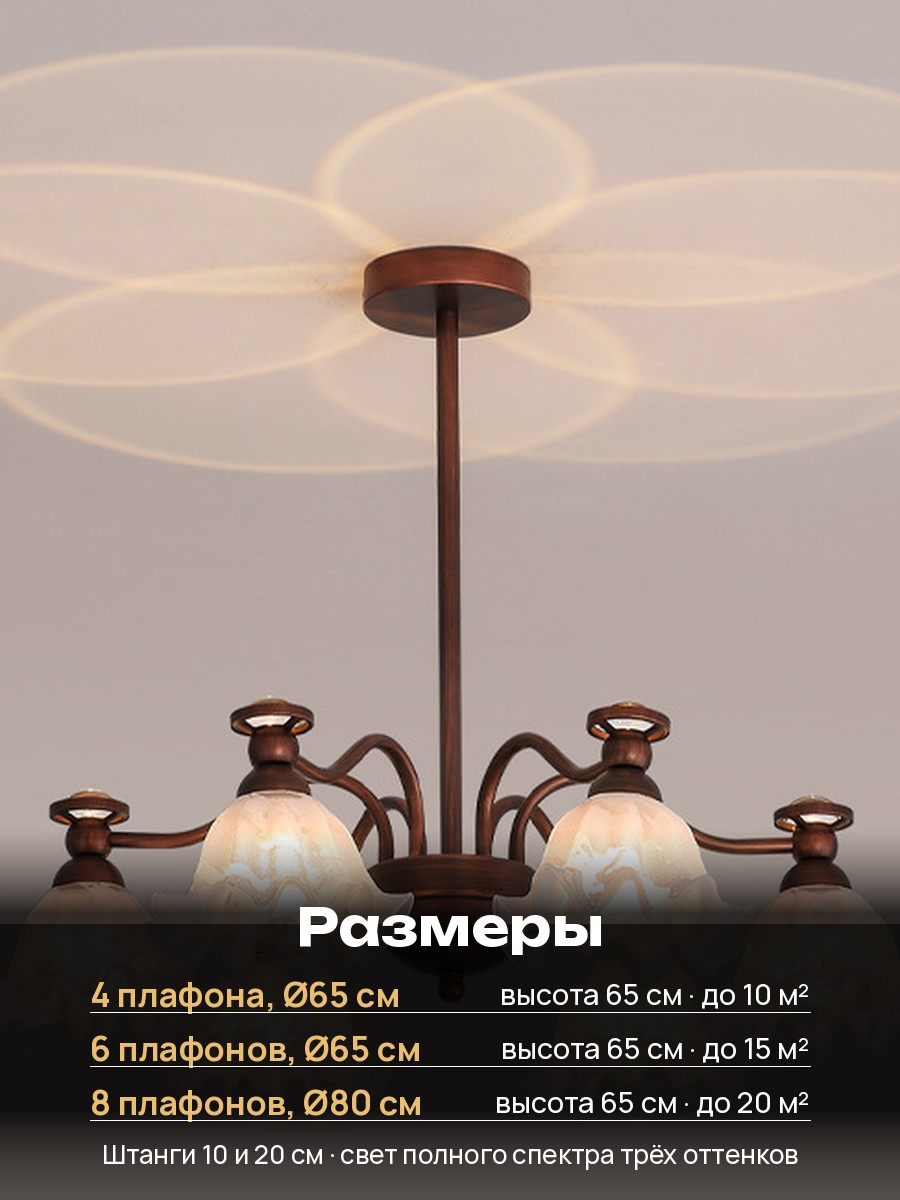 Размеры
4 плафона, Ø65 см высота 65 см · до 10 м²
6 плафонов, Ø65 см высота 65 см · до 15 м²
8 плафонов, Ø80 см высота 65 см · до 20 м²
Штанги 10 и 20 см · свет полного спектра трёх оттенков